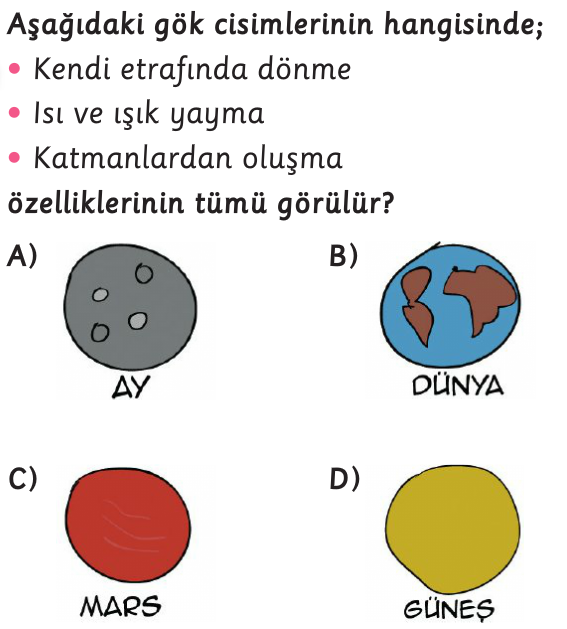 Aşağıdaki gök cisimlerinin hangisinde;
• Kendi etrafında dönme
• Isı ve ışık yayma
• Katmanlardan oluşma
özelliklerinin tümü görülür?
A)
B)
AY
DÜNYA
C)
D)
MARS
GÜNEŞ